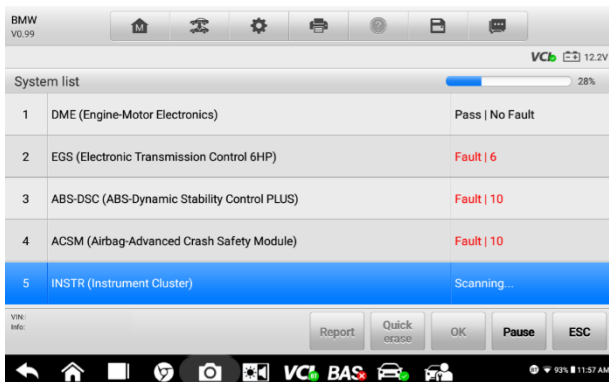 BMW
V0.99
M
VCI 12.2V
System list 28%
1 DME (Engine-Motor Electronics) Pass | No Fault
2 EGS (Electronic Transmission Control 6HP) Fault | 6
3 ABS-DSC (ABS-Dynamic Stability Control PLUS) Fault | 10
4 ACSM (Airbag-Advanced Crash Safety Module) Fault | 10
5 INSTR (Instrument Cluster) Scanning...
VIN:
Info:
Report Quick erase OK Pause ESC
VCI BAS 93% 11:57 AM